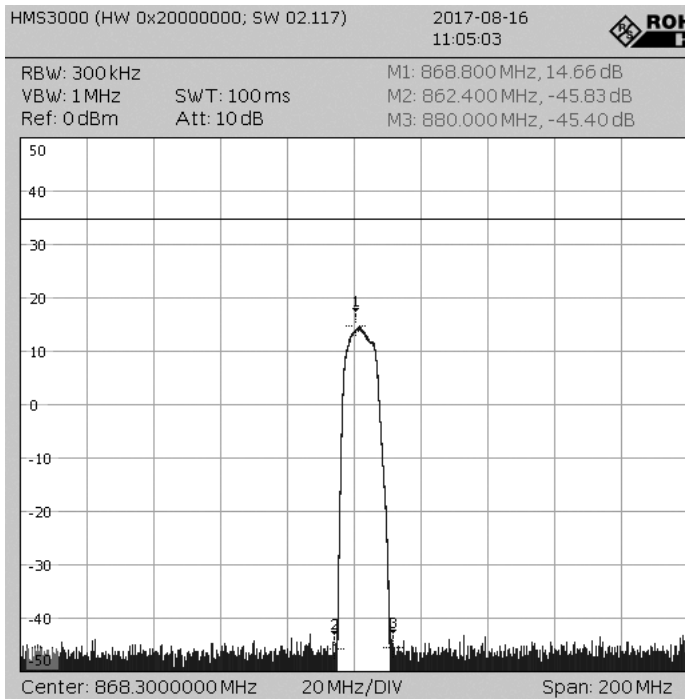 HMS3000 (HW 0x20000000; SW 02.117)
2017-08-16
11:05:03
R&S
ROH
RBW: 300 kHz
VBW: 1 MHz
SWT: 100 ms
Ref: 0 dBm
Att: 10 dB
M1: 868.800 MHz, 14.66 dB
M2: 862.400 MHz, -45.83 dB
M3: 880.000 MHz, -45.40 dB
50
40
30
20
1
10
0
-10
-20
-30
-40
2
3
-50
Center: 868.3000000 MHz
20 MHz/DIV
Span: 200 MHz